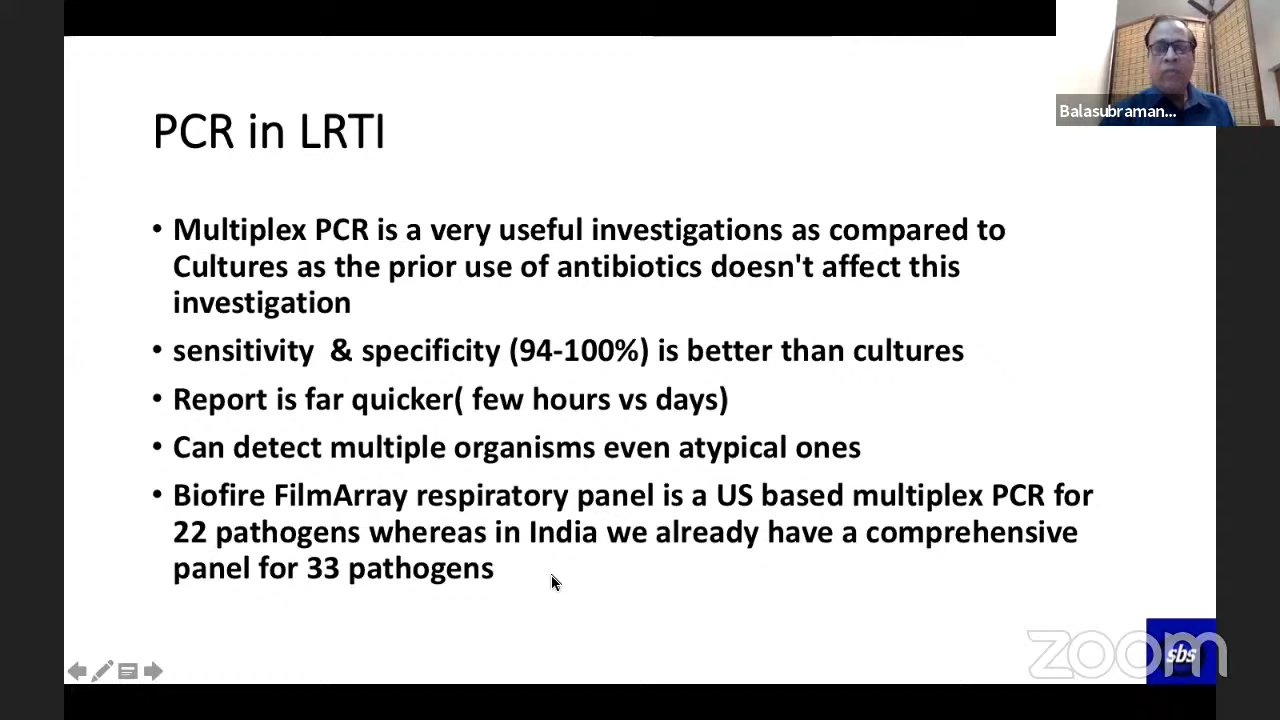 Balasubraman...
PCR in LRTI
• Multiplex PCR is a very useful investigations as compared to
Cultures as the prior use of antibiotics doesn't affect this
investigation
• sensitivity & specificity (94-100%) is better than cultures
• Report is far quicker( few hours vs days)
• Can detect multiple organisms even atypical ones
• Biofire FilmArray respiratory panel is a US based multiplex PCR for
22 pathogens whereas in India we already have a comprehensive
panel for 33 pathogens
zoom
sbs